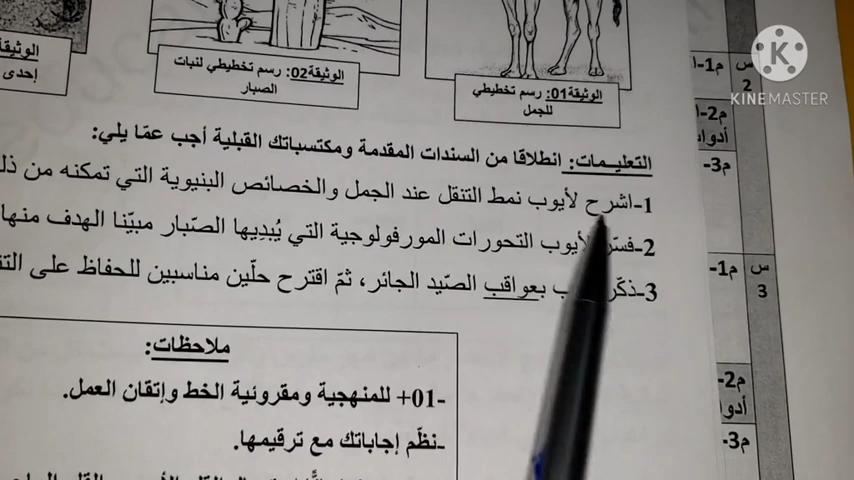 الوثيقة
إحدى
الوثيقة02: رسم تخطيطي لنبات
الصبار
الوثيقة01: رسم تخطيطي
للجمل
التعليـمات: انطلاقا من السندات المقدمة ومكتسباتك القبلية أجب عمّا يلي:
1-اشرح لأيوب نمط التنقل عند الجمل والخصائص البنيوية التي تمكنه من ذل
2-فسّر لأيوب التحورات المورفولوجية التي يُبدِيها الصّبار مبيّنا الهدف منها
3-ذكّر بعواقب الصّيد الجائر، ثمّ اقترح حلّين مناسبين للحفاظ على
ملاحظات:
-01+ للمنهجية ومقروئية الخط وإتقان العمل.
-نظّم إجاباتك مع ترقيمها.
س
2
م1-
م2-
أدوا
م3-
س
3
م1-
م2-
أدوا
م3-
KINEMASTER